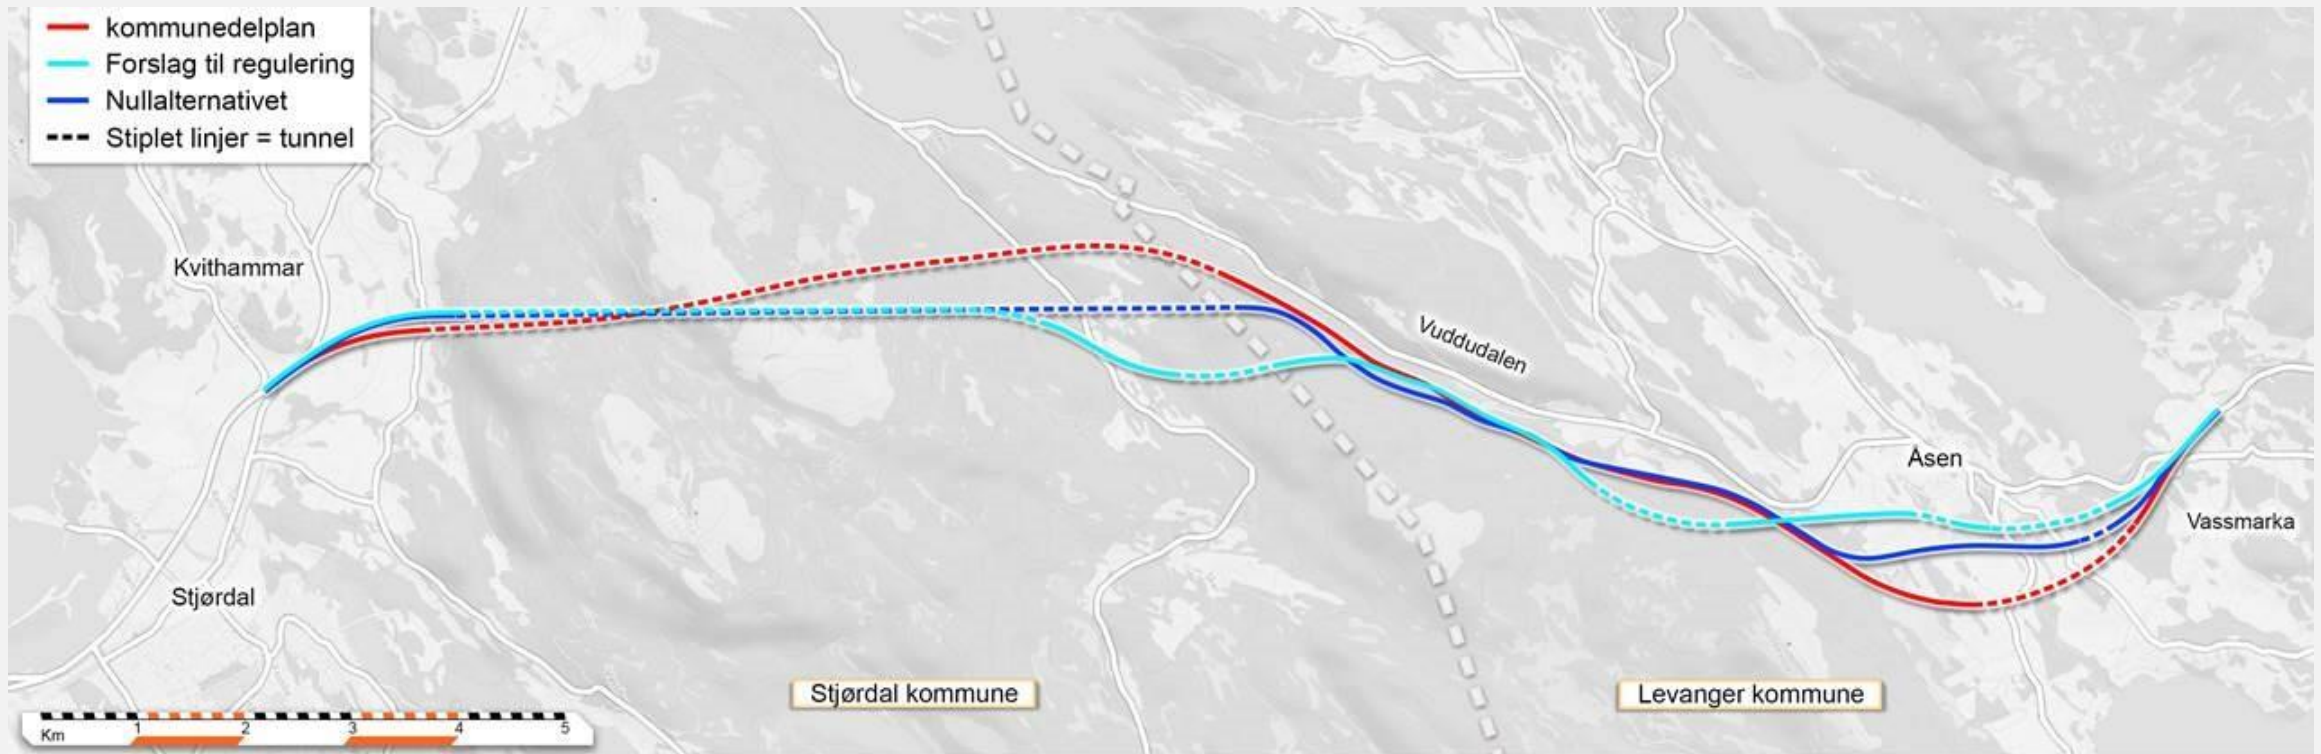 kommunedelplan
Forslag til regulering
Nullalternativet
Stiplet linjer = tunnel
Kvithammar
Vuddudalen
Åsen
Vassmarka
Stjørdal
Stjørdal kommune
Levanger kommune
1 2 3 4 5
Km